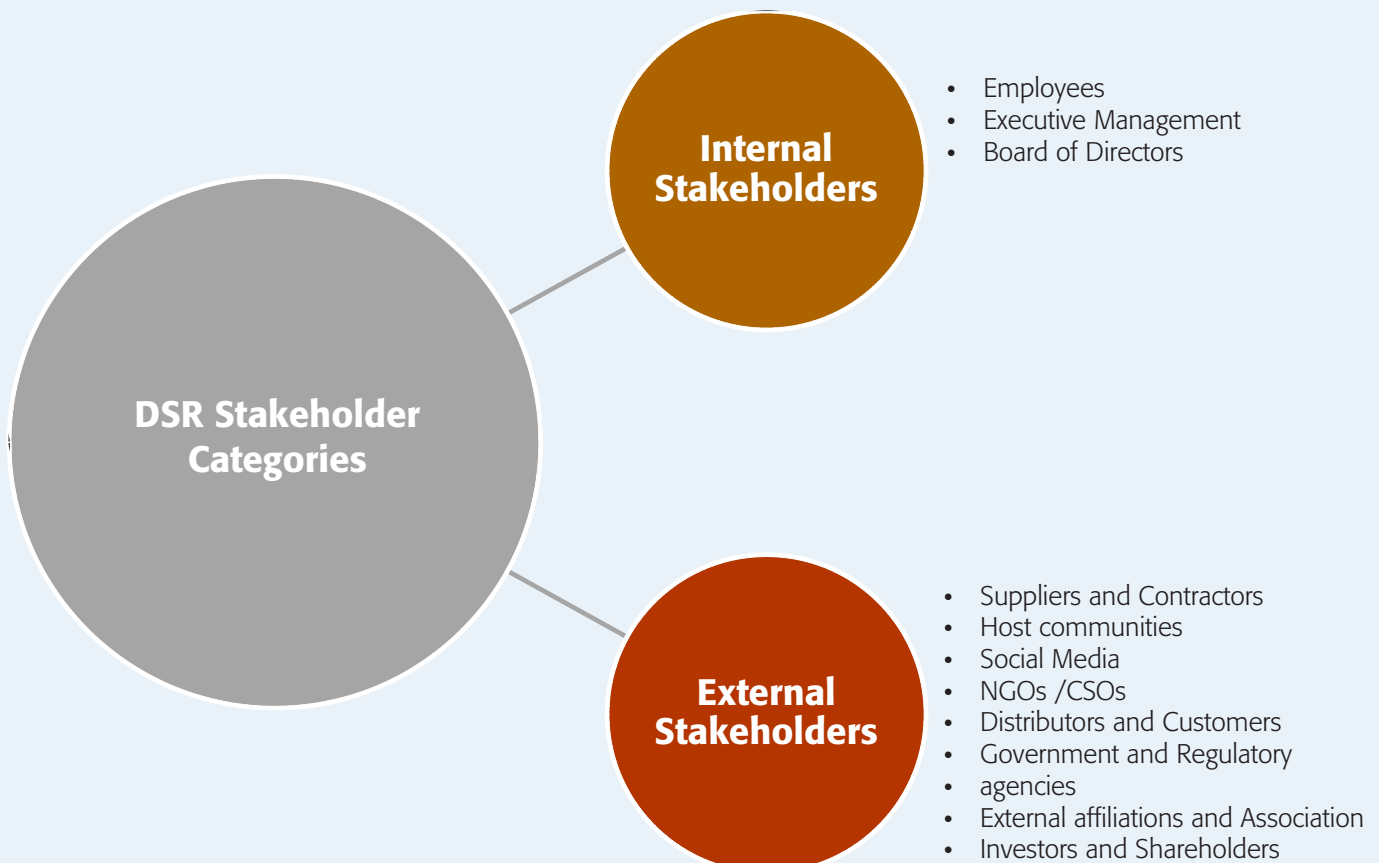 DSR Stakeholder
Categories
Internal
Stakeholders
• Employees
• Executive Management
• Board of Directors
External
Stakeholders
• Suppliers and Contractors
• Host communities
• Social Media
• NGOs /CSOs
• Distributors and Customers
• Government and Regulatory
• agencies
• External affiliations and Association
• Investors and Shareholders